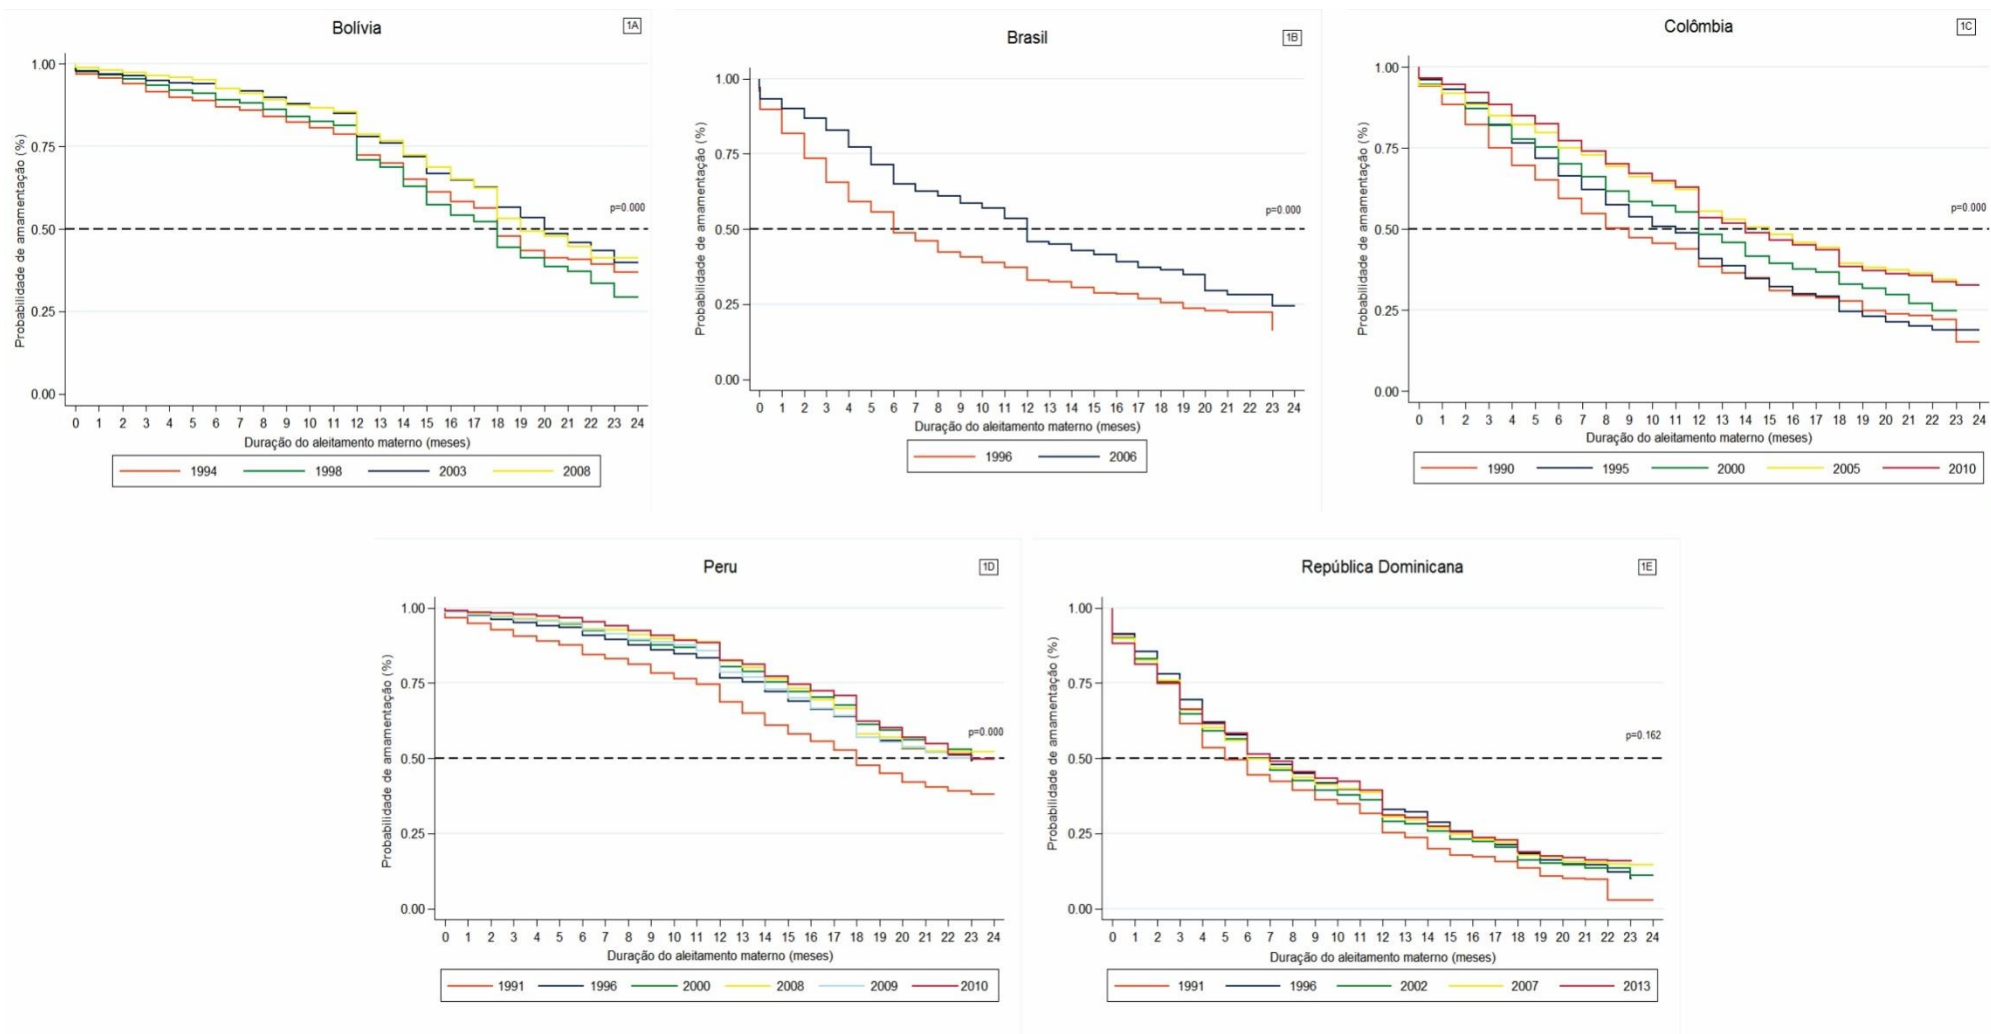 Bolívia
1A
Probabilidade de amamentação (%)
1.00
0.75
0.50
0.25
0.00
p=0.000
0 1 2 3 4 5 6 7 8 9 10 11 12 13 14 15 16 17 18 19 20 21 22 23 24
Duração do aleitamento materno (meses)
1994 1998 2003 2008
Brasil
1B
Probabilidade de amamentação (%)
1.00
0.75
0.50
0.25
0.00
p=0.000
0 1 2 3 4 5 6 7 8 9 10 11 12 13 14 15 16 17 18 19 20 21 22 23 24
Duração do aleitamento materno (meses)
1996 2006
Colômbia
1C
Probabilidade de amamentação (%)
1.00
0.75
0.50
0.25
0.00
p=0.000
0 1 2 3 4 5 6 7 8 9 10 11 12 13 14 15 16 17 18 19 20 21 22 23 24
Duração do aleitamento materno (meses)
1990 1995 2000 2005 2010
Peru
1D
Probabilidade de amamentação (%)
1.00
0.75
0.50
0.25
0.00
p=0.000
0 1 2 3 4 5 6 7 8 9 10 11 12 13 14 15 16 17 18 19 20 21 22 23 24
Duração do aleitamento materno (meses)
1991 1996 2000 2008 2009 2010
República Dominicana
1E
Probabilidade de amamentação (%)
1.00
0.75
0.50
0.25
0.00
p=0.162
0 1 2 3 4 5 6 7 8 9 10 11 12 13 14 15 16 17 18 19 20 21 22 23 24
Duração do aleitamento materno (meses)
1991 1996 2002 2007 2013